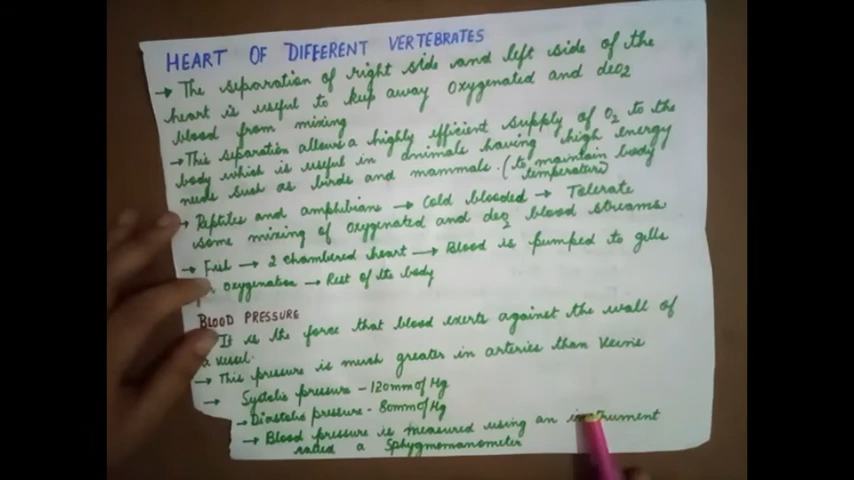 HEART OF DIFFERENT VERTEBRATES
→ The separation of right side and left side of the
heart is useful to keep away oxygenated and deO2
blood from mixing
→ This separation allows a highly efficient supply of O2 to the
body which is useful in animals having high energy
needs such as birds and mammals. (to maintain body
temperature)
→ Reptiles and amphibians → Cold blooded → Tolerate
some mixing of oxygenated and deO2 blood streams
→ Fish → 2 chambered heart → Blood is pumped to gills
oxygenation → Rest of the body
BLOOD PRESSURE
It is the force that blood exerts against the wall of
a vessel.
→ This pressure is much greater in arteries than veins
→ Systolic pressure - 120mm of Hg
→ Diastolic pressure - 80mm of Hg
→ Blood pressure is measured using an instrument
called a Sphygmomanometer